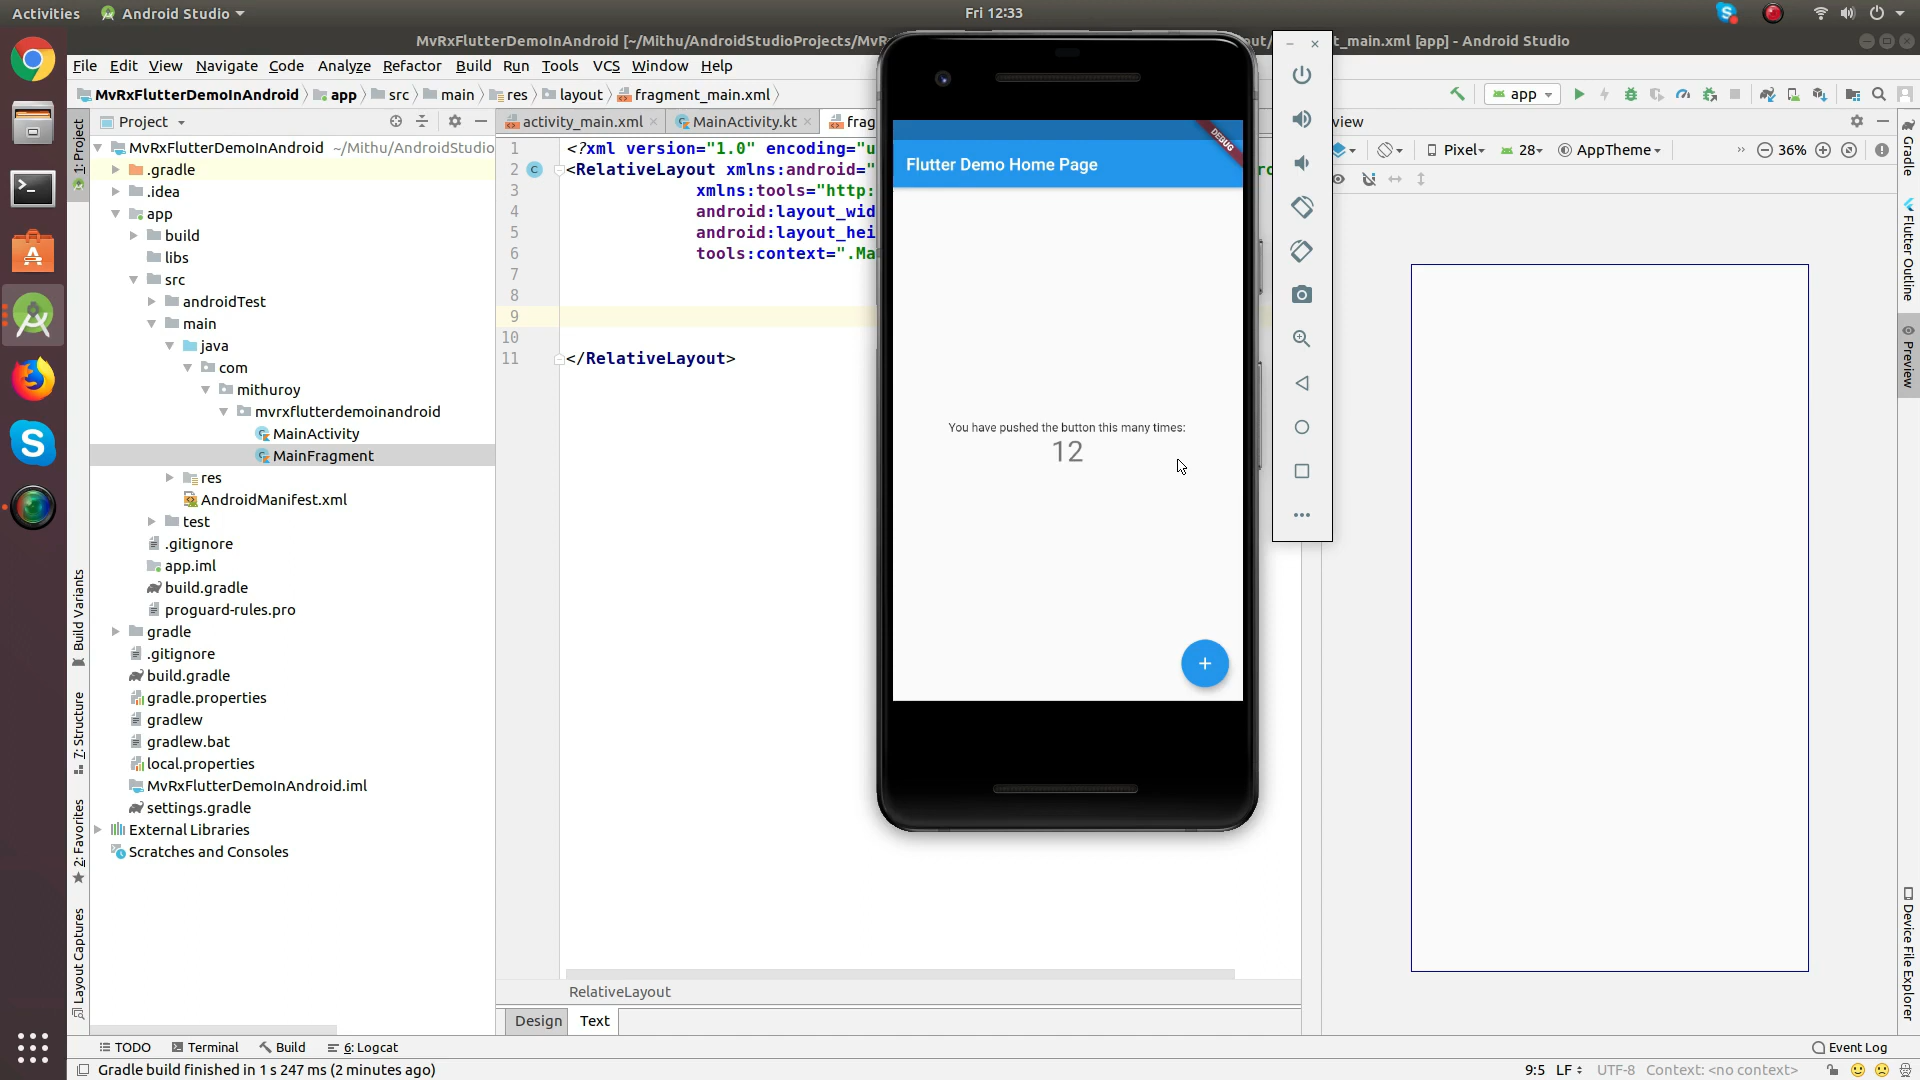 Activities
Android Studio
Fri 12:33
MvRxFlutterDemoInAndroid [~/Mithu/AndroidStudioProjects/MvR
out/
t_main.xml [app] - Android Studio
File Edit View Navigate Code Analyze Refactor Build Run Tools VCS Window Help
MvRxFlutterDemoInAndroid app src main res layout fragment_main.xml
app
Project
activity_main.xml
MainActivity.kt
frag
view
MvRxFlutterDemoInAndroid ~/Mithu/AndroidStudio
.gradle
.idea
app
build
libs
src
androidTest
main
java
com
mithuroy
mvrxflutterdemoinandroid
MainActivity
MainFragment
res
AndroidManifest.xml
test
.gitignore
app.iml
build.gradle
proguard-rules.pro
gradle
.gitignore
build.gradle
gradle.properties
gradlew
gradlew.bat
local.properties
MvRxFlutterDemoInAndroid.iml
settings.gradle
External Libraries
Scratches and Consoles
1: Project
Build Variants
7: Structure
2: Favorites
Layout Captures
1 <?xml version="1.0" encoding="u
2 <RelativeLayout xmlns:android="
3 xmlns:tools="http:
4 android:layout_wid
5 android:layout_hei
6 tools:context=".Ma
7
8
9
10
11 </RelativeLayout>
DEBUG
Flutter Demo Home Page
You have pushed the button this many times:
12
+
Pixel 28 AppTheme 36%
Gradle
Flutter Outline
Preview
Device File Explorer
RelativeLayout
Design Text
TODO Terminal Build 6: Logcat
Event Log
Gradle build finished in 1 s 247 ms (2 minutes ago)
9:5 LF UTF-8 Context: <no context>